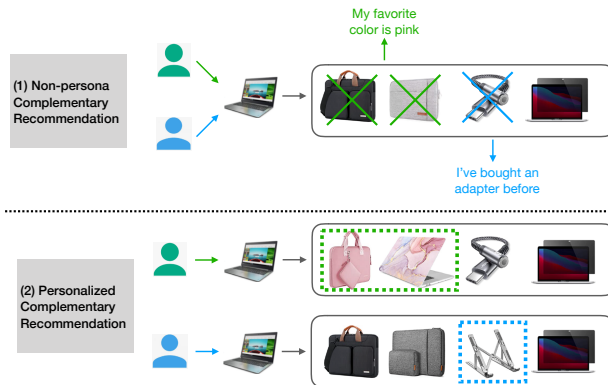 My favorite
color is pink
(1) Non-persona
Complementary
Recommendation
I've bought an
adapter before
(2) Personalized
Complementary
Recommendation